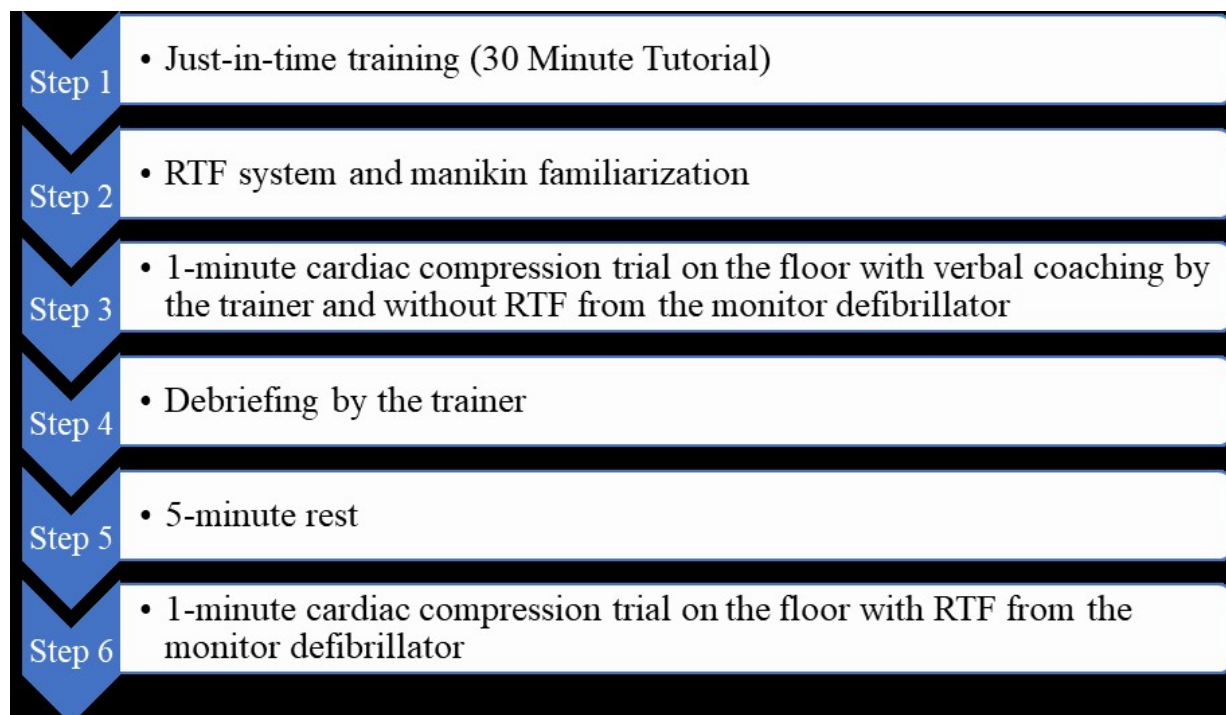 Step 1
• Just-in-time training (30 Minute Tutorial)
Step 2
• RTF system and manikin familiarization
Step 3
• 1-minute cardiac compression trial on the floor with verbal coaching by
the trainer and without RTF from the monitor defibrillator
Step 4
• Debriefing by the trainer
Step 5
• 5-minute rest
Step 6
• 1-minute cardiac compression trial on the floor with RTF from the
monitor defibrillator